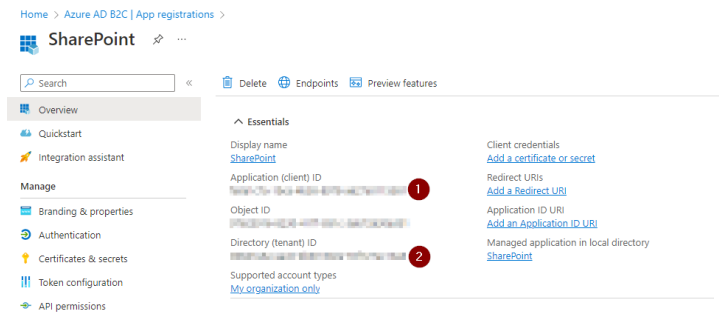 Home > Azure AD B2C | App registrations >
SharePoint
Search
Overview
Quickstart
Integration assistant
Manage
Branding & properties
Authentication
Certificates & secrets
Token configuration
API permissions
Delete
Endpoints
Preview features
Essentials
Display name
SharePoint
Application (client) ID
1
Object ID
Directory (tenant) ID
2
Supported account types
My organization only
Client credentials
Add a certificate or secret
Redirect URIs
Add a Redirect URI
Application ID URI
Add an Application ID URI
Managed application in local directory
SharePoint